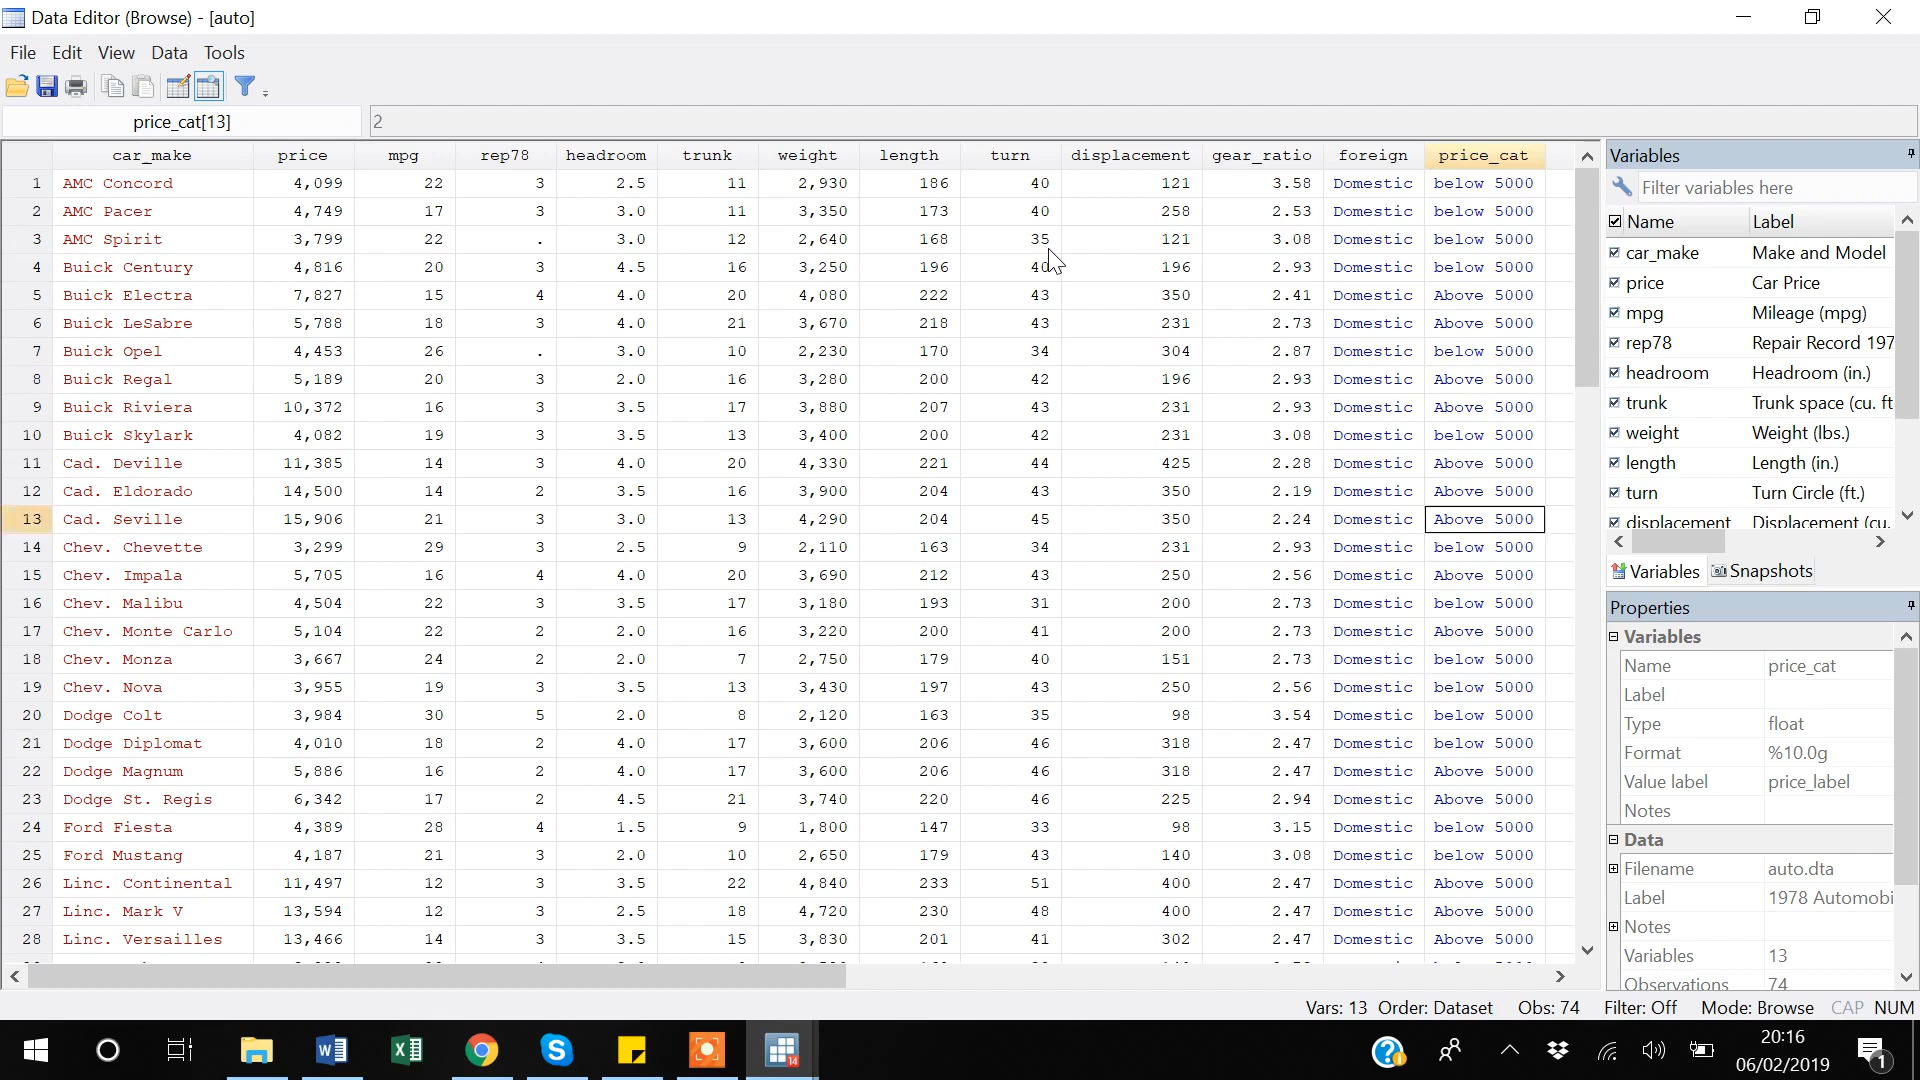 Data Editor (Browse) - [auto]
File Edit View Data Tools
price_cat[13] 2
car_make price mpg rep78 headroom trunk weight length turn displacement gear_ratio foreign price_cat
1 AMC Concord 4,099 22 3 2.5 11 2,930 186 40 121 3.58 Domestic below 5000
2 AMC Pacer 4,749 17 3 3.0 11 3,350 173 40 258 2.53 Domestic below 5000
3 AMC Spirit 3,799 22 . 3.0 12 2,640 168 35 121 3.08 Domestic below 5000
4 Buick Century 4,816 20 3 4.5 16 3,250 196 40 196 2.93 Domestic below 5000
5 Buick Electra 7,827 15 4 4.0 20 4,080 222 43 350 2.41 Domestic Above 5000
6 Buick LeSabre 5,788 18 3 4.0 21 3,670 218 43 231 2.73 Domestic Above 5000
7 Buick Opel 4,453 26 . 3.0 10 2,230 170 34 304 2.87 Domestic below 5000
8 Buick Regal 5,189 20 3 2.0 16 3,280 200 42 196 2.93 Domestic Above 5000
9 Buick Riviera 10,372 16 3 3.5 17 3,880 207 43 231 2.93 Domestic Above 5000
10 Buick Skylark 4,082 19 3 3.5 13 3,400 200 42 231 3.08 Domestic below 5000
11 Cad. Deville 11,385 14 3 4.0 20 4,330 221 44 425 2.28 Domestic Above 5000
12 Cad. Eldorado 14,500 14 2 3.5 16 3,900 204 43 350 2.19 Domestic Above 5000
13 Cad. Seville 15,906 21 3 3.0 13 4,290 204 45 350 2.24 Domestic Above 5000
14 Chev. Chevette 3,299 29 3 2.5 9 2,110 163 34 231 2.93 Domestic below 5000
15 Chev. Impala 5,705 16 4 4.0 20 3,690 212 43 250 2.56 Domestic Above 5000
16 Chev. Malibu 4,504 22 3 3.5 17 3,180 193 31 200 2.73 Domestic below 5000
17 Chev. Monte Carlo 5,104 22 2 2.0 16 3,220 200 41 200 2.73 Domestic Above 5000
18 Chev. Monza 3,667 24 2 2.0 7 2,750 179 40 151 2.73 Domestic below 5000
19 Chev. Nova 3,955 19 3 3.5 13 3,430 197 43 250 2.56 Domestic below 5000
20 Dodge Colt 3,984 30 5 2.0 8 2,120 163 35 98 3.54 Domestic below 5000
21 Dodge Diplomat 4,010 18 2 4.0 17 3,600 206 46 318 2.47 Domestic below 5000
22 Dodge Magnum 5,886 16 2 4.0 17 3,600 206 46 318 2.47 Domestic Above 5000
23 Dodge St. Regis 6,342 17 2 4.5 21 3,740 220 46 225 2.94 Domestic Above 5000
24 Ford Fiesta 4,389 28 4 1.5 9 1,800 147 33 98 3.15 Domestic below 5000
25 Ford Mustang 4,187 21 3 2.0 10 2,650 179 43 140 3.08 Domestic below 5000
26 Linc. Continental 11,497 12 3 3.5 22 4,840 233 51 400 2.47 Domestic Above 5000
27 Linc. Mark V 13,594 12 3 2.5 18 4,720 230 48 400 2.47 Domestic Above 5000
28 Linc. Versailles 13,466 14 3 3.5 15 3,830 201 41 302 2.47 Domestic Above 5000
Variables
Filter variables here
Name Label
car_make Make and Model
price Car Price
mpg Mileage (mpg)
rep78 Repair Record 197
headroom Headroom (in.)
trunk Trunk space (cu. ft
weight Weight (lbs.)
length Length (in.)
turn Turn Circle (ft.)
displacement Displacement (cu.
Variables Snapshots
Properties
Variables
Name price_cat
Label
Type float
Format %10.0g
Value label price_label
Notes
Data
Filename auto.dta
Label 1978 Automobi
Notes
Variables 13
Observations 74
Vars: 13 Order: Dataset Obs: 74 Filter: Off Mode: Browse CAP NUM
14
20:16
06/02/2019
1